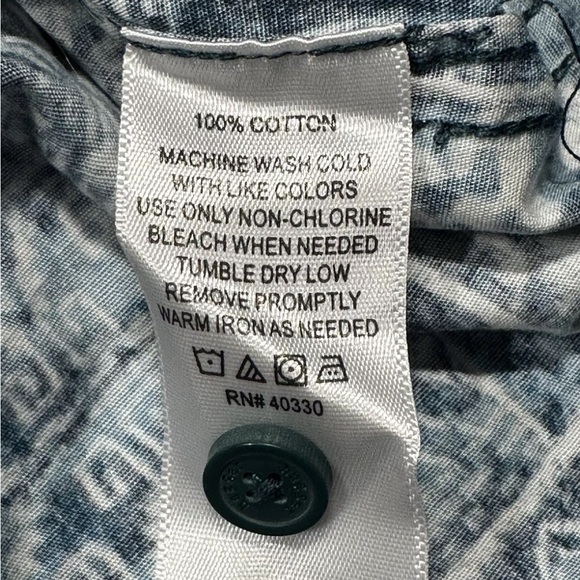 100% COTTON
MACHINE WASH COLD
WITH LIKE COLORS
USE ONLY NON-CHLORINE
BLEACH WHEN NEEDED
TUMBLE DRY LOW
REMOVE PROMPTLY
WARM IRON AS NEEDED
RN# 40330